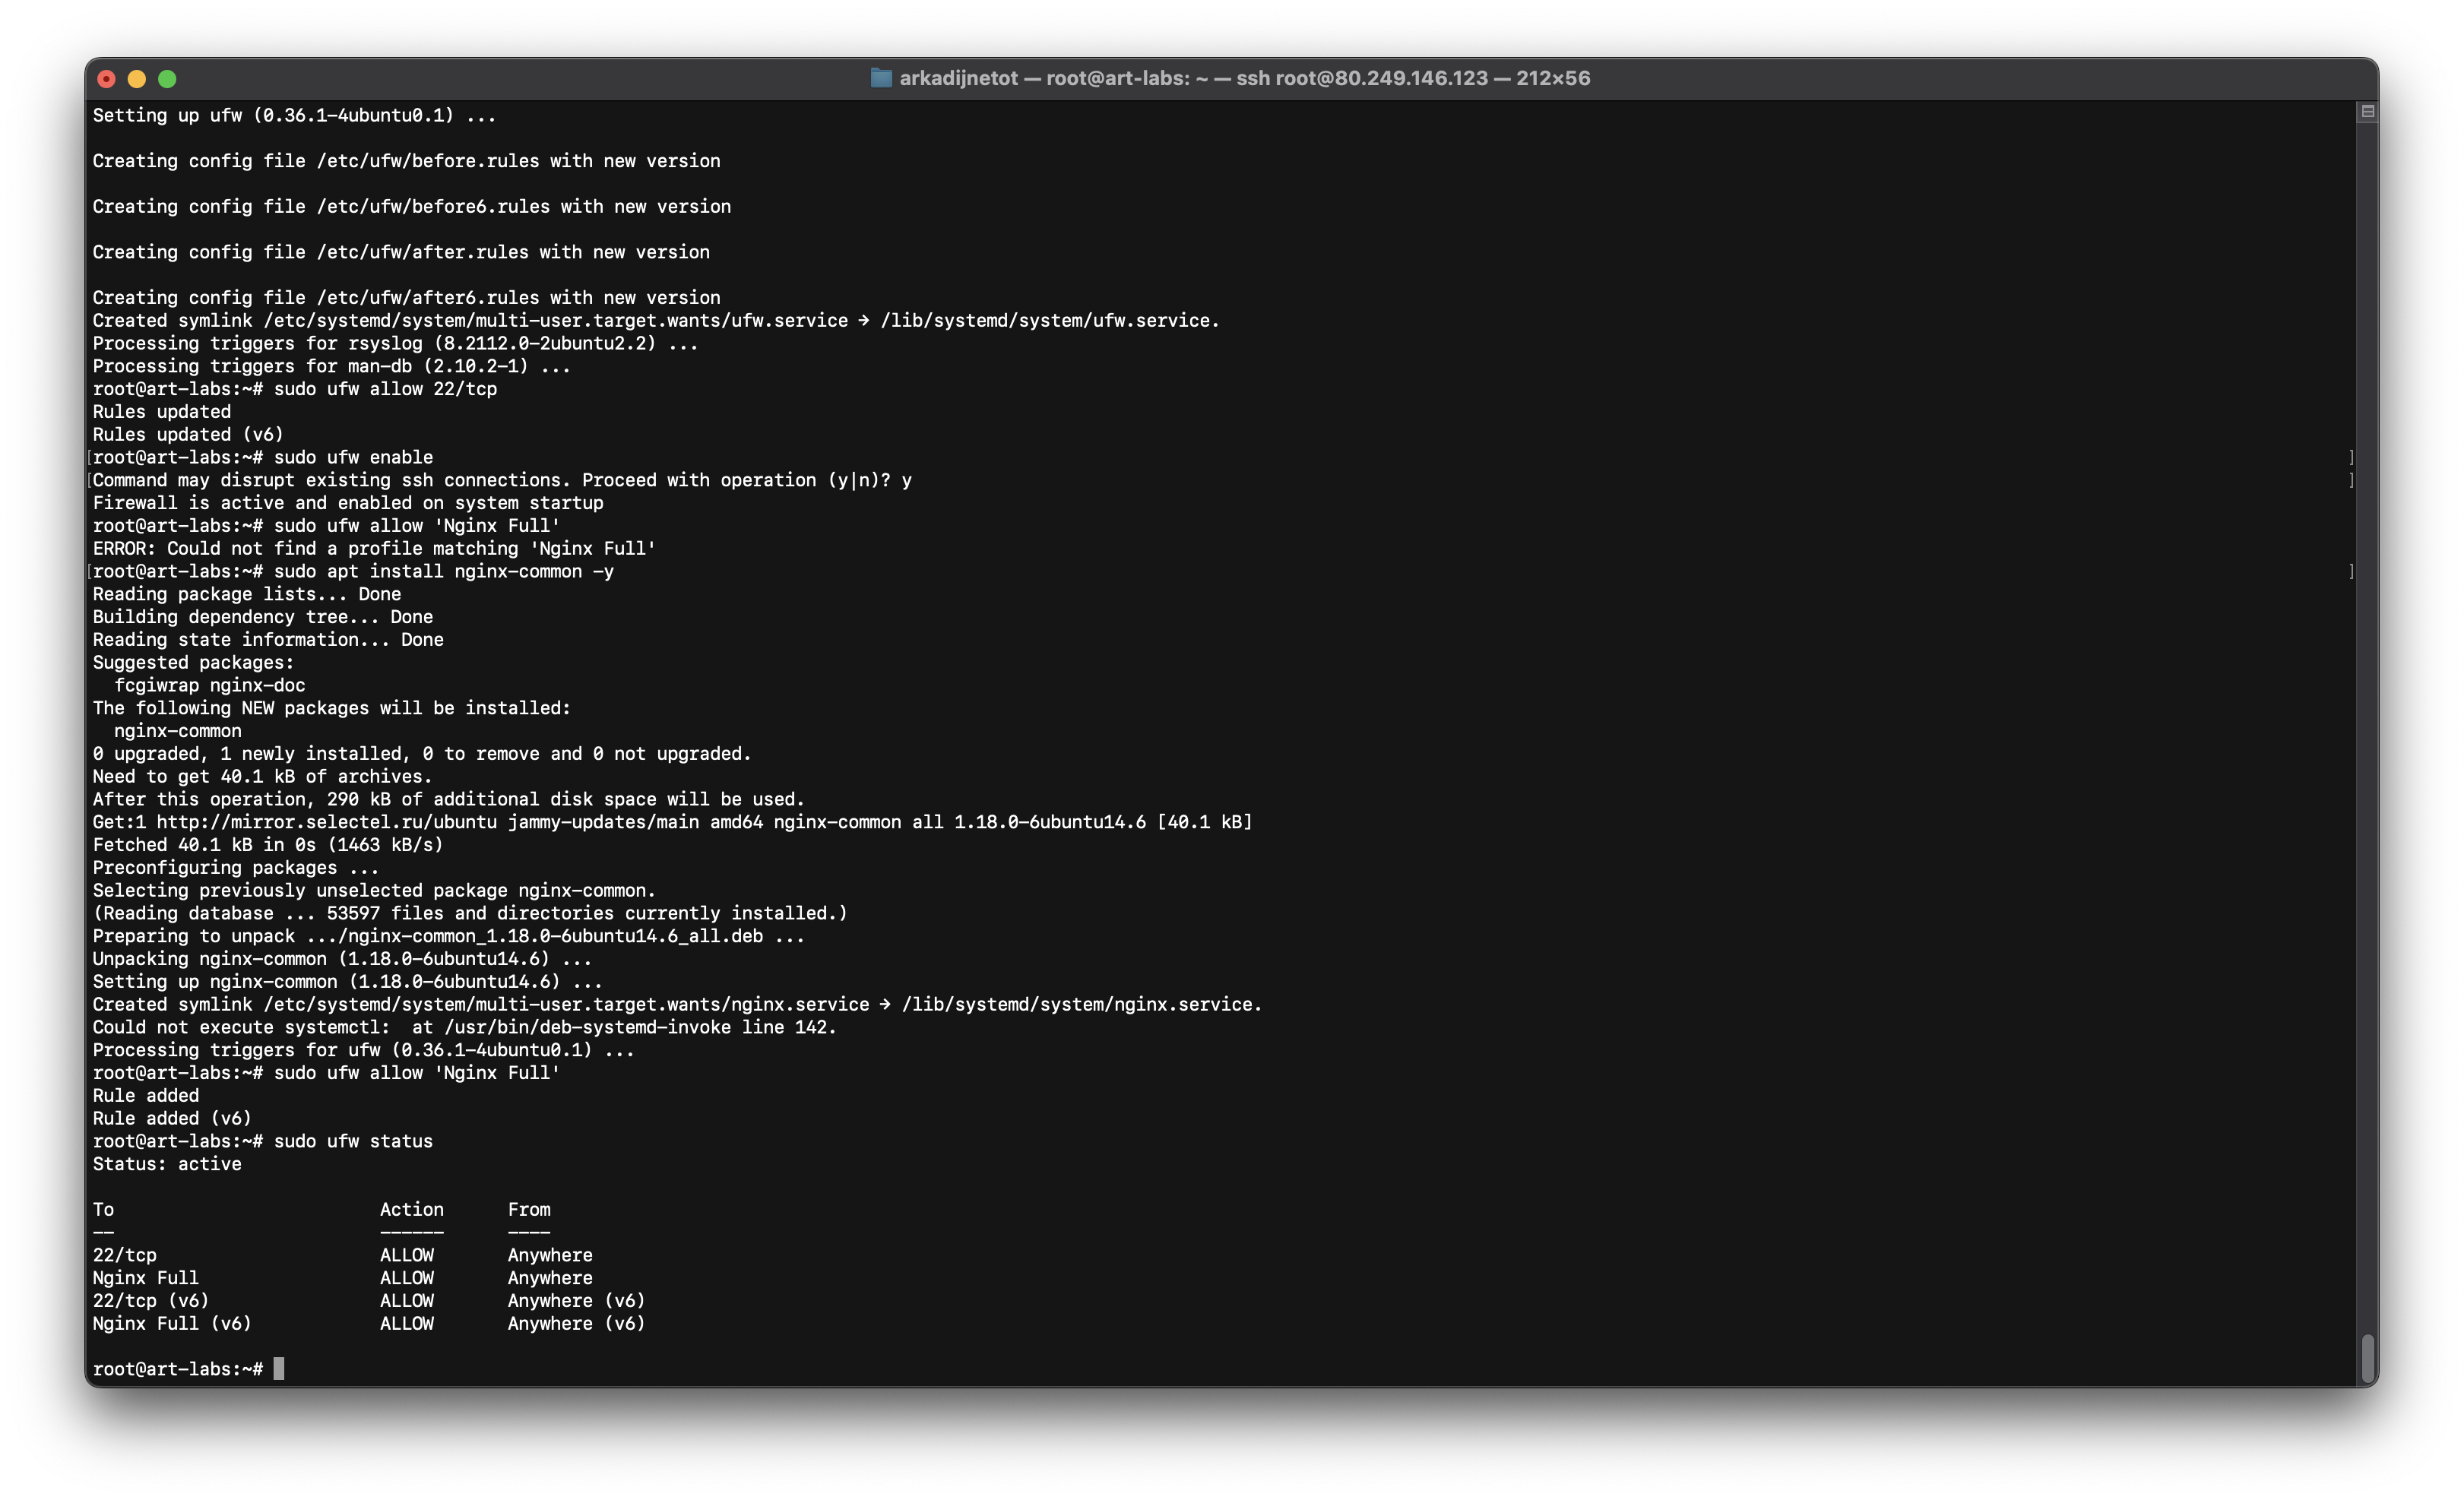 arkadijnetot — root@art-labs: ~ — ssh root@80.249.146.123 — 212×56
Setting up ufw (0.36.1-4ubuntu0.1) ...
Creating config file /etc/ufw/before.rules with new version
Creating config file /etc/ufw/before6.rules with new version
Creating config file /etc/ufw/after.rules with new version
Creating config file /etc/ufw/after6.rules with new version
Created symlink /etc/systemd/system/multi-user.target.wants/ufw.service → /lib/systemd/system/ufw.service.
Processing triggers for rsyslog (8.2112.0-2ubuntu2.2) ...
Processing triggers for man-db (2.10.2-1) ...
root@art-labs:~# sudo ufw allow 22/tcp
Rules updated
Rules updated (v6)
[root@art-labs:~# sudo ufw enable ]
[Command may disrupt existing ssh connections. Proceed with operation (y|n)? y ]
Firewall is active and enabled on system startup
root@art-labs:~# sudo ufw allow 'Nginx Full'
ERROR: Could not find a profile matching 'Nginx Full'
[root@art-labs:~# sudo apt install nginx-common -y ]
Reading package lists... Done
Building dependency tree... Done
Reading state information... Done
Suggested packages:
  fcgiwrap nginx-doc
The following NEW packages will be installed:
  nginx-common
0 upgraded, 1 newly installed, 0 to remove and 0 not upgraded.
Need to get 40.1 kB of archives.
After this operation, 290 kB of additional disk space will be used.
Get:1 http://mirror.selectel.ru/ubuntu jammy-updates/main amd64 nginx-common all 1.18.0-6ubuntu14.6 [40.1 kB]
Fetched 40.1 kB in 0s (1463 kB/s)
Preconfiguring packages ...
Selecting previously unselected package nginx-common.
(Reading database ... 53597 files and directories currently installed.)
Preparing to unpack .../nginx-common_1.18.0-6ubuntu14.6_all.deb ...
Unpacking nginx-common (1.18.0-6ubuntu14.6) ...
Setting up nginx-common (1.18.0-6ubuntu14.6) ...
Created symlink /etc/systemd/system/multi-user.target.wants/nginx.service → /lib/systemd/system/nginx.service.
Could not execute systemctl:  at /usr/bin/deb-systemd-invoke line 142.
Processing triggers for ufw (0.36.1-4ubuntu0.1) ...
root@art-labs:~# sudo ufw allow 'Nginx Full'
Rule added
Rule added (v6)
root@art-labs:~# sudo ufw status
Status: active
To                         Action      From
--                         ------      ----
22/tcp                     ALLOW       Anywhere
Nginx Full                 ALLOW       Anywhere
22/tcp (v6)                ALLOW       Anywhere (v6)
Nginx Full (v6)            ALLOW       Anywhere (v6)
root@art-labs:~#